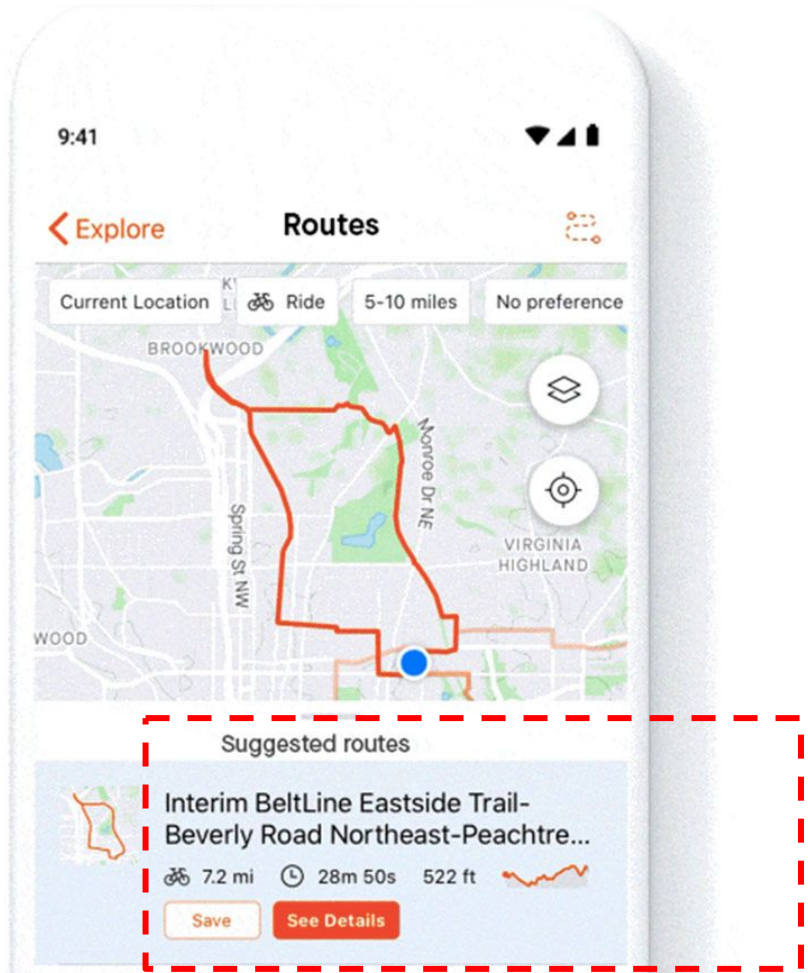 9:41
Explore
Routes
Current Location
Ride
5-10 miles
No preference
BROOKWOOD
Monroe Dr NE
Spring St NW
VIRGINIA
HIGHLAND
WOOD
Suggested routes
Interim BeltLine Eastside Trail-
Beverly Road Northeast-Peachtre...
7.2 mi 28m 50s 522 ft
Save
See Details